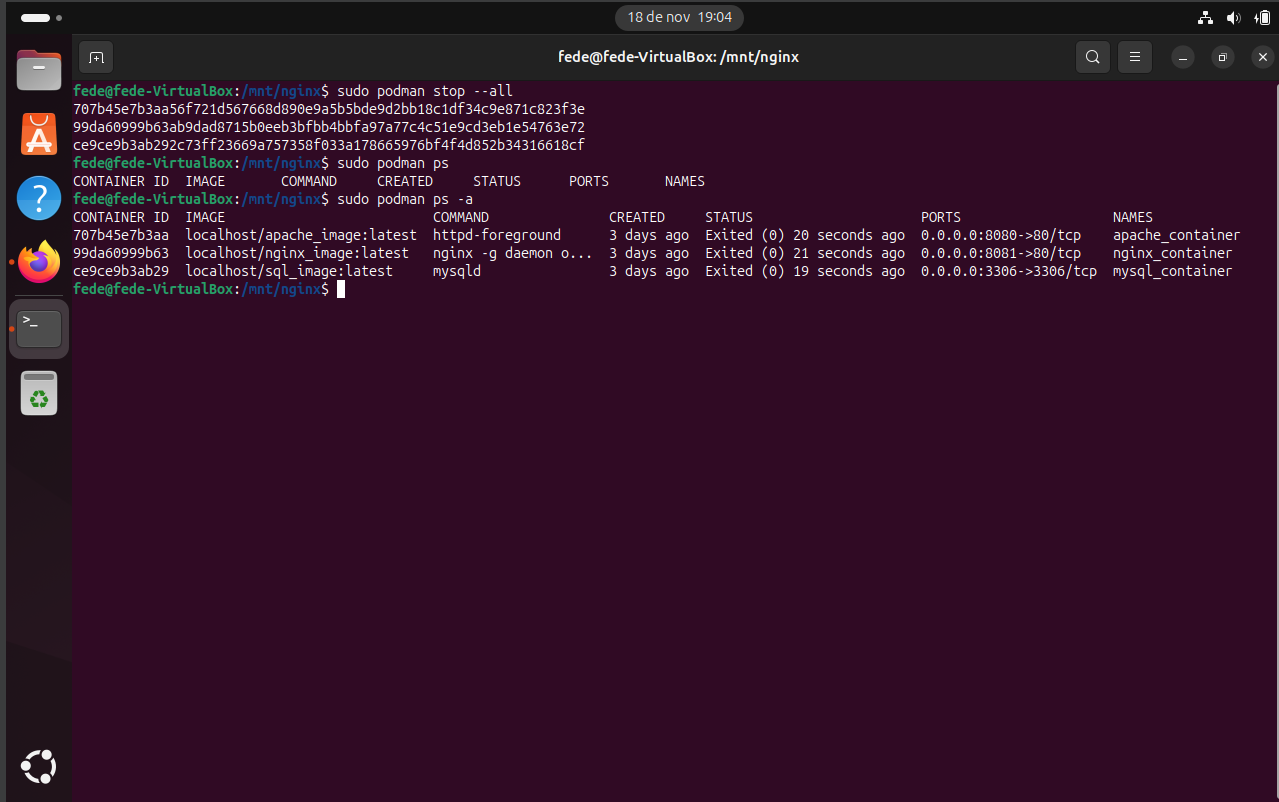 18 de nov 19:04
fede@fede-VirtualBox: /mnt/nginx
fede@fede-VirtualBox:/mnt/nginx$ sudo podman stop --all
707b45e7b3aa56f721d567668d890e9a5b5bde9d2bb18c1df34c9e871c823f3e
99da60999b63ab9dad8715b0eeb3bfbb4bbfa97a77c4c51e9cd3eb1e54763e72
ce9ce9b3ab292c73ff23669a757358f033a178665976bf4f4d852b34316618cf
fede@fede-VirtualBox:/mnt/nginx$ sudo podman ps
CONTAINER ID  IMAGE       COMMAND     CREATED     STATUS      PORTS       NAMES
fede@fede-VirtualBox:/mnt/nginx$ sudo podman ps -a
CONTAINER ID  IMAGE                          COMMAND               CREATED     STATUS                     PORTS                   NAMES
707b45e7b3aa  localhost/apache_image:latest  httpd-foreground      3 days ago  Exited (0) 20 seconds ago  0.0.0.0:8080->80/tcp    apache_container
99da60999b63  localhost/nginx_image:latest   nginx -g daemon o...  3 days ago  Exited (0) 21 seconds ago  0.0.0.0:8081->80/tcp    nginx_container
ce9ce9b3ab29  localhost/sql_image:latest     mysqld                3 days ago  Exited (0) 19 seconds ago  0.0.0.0:3306->3306/tcp  mysql_container
fede@fede-VirtualBox:/mnt/nginx$